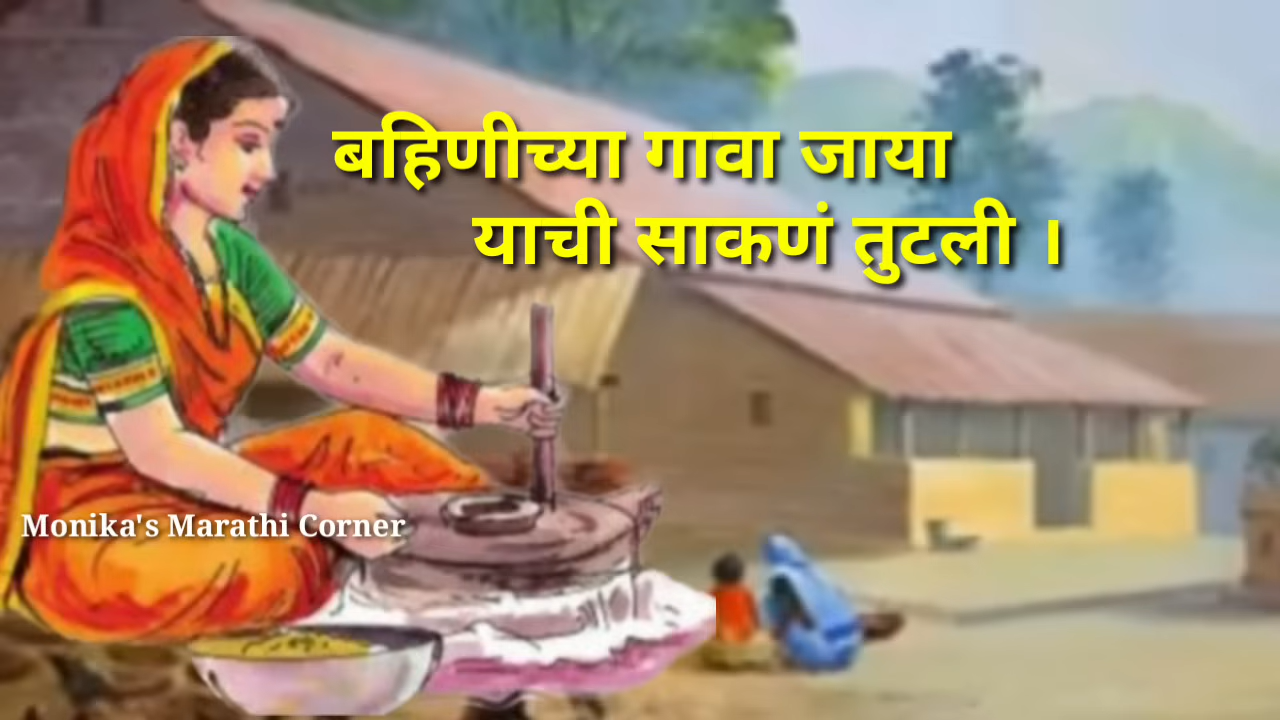 बहिणीच्या गावा जाया
याची साकणं तुटली ।
Monika's Marathi Corner